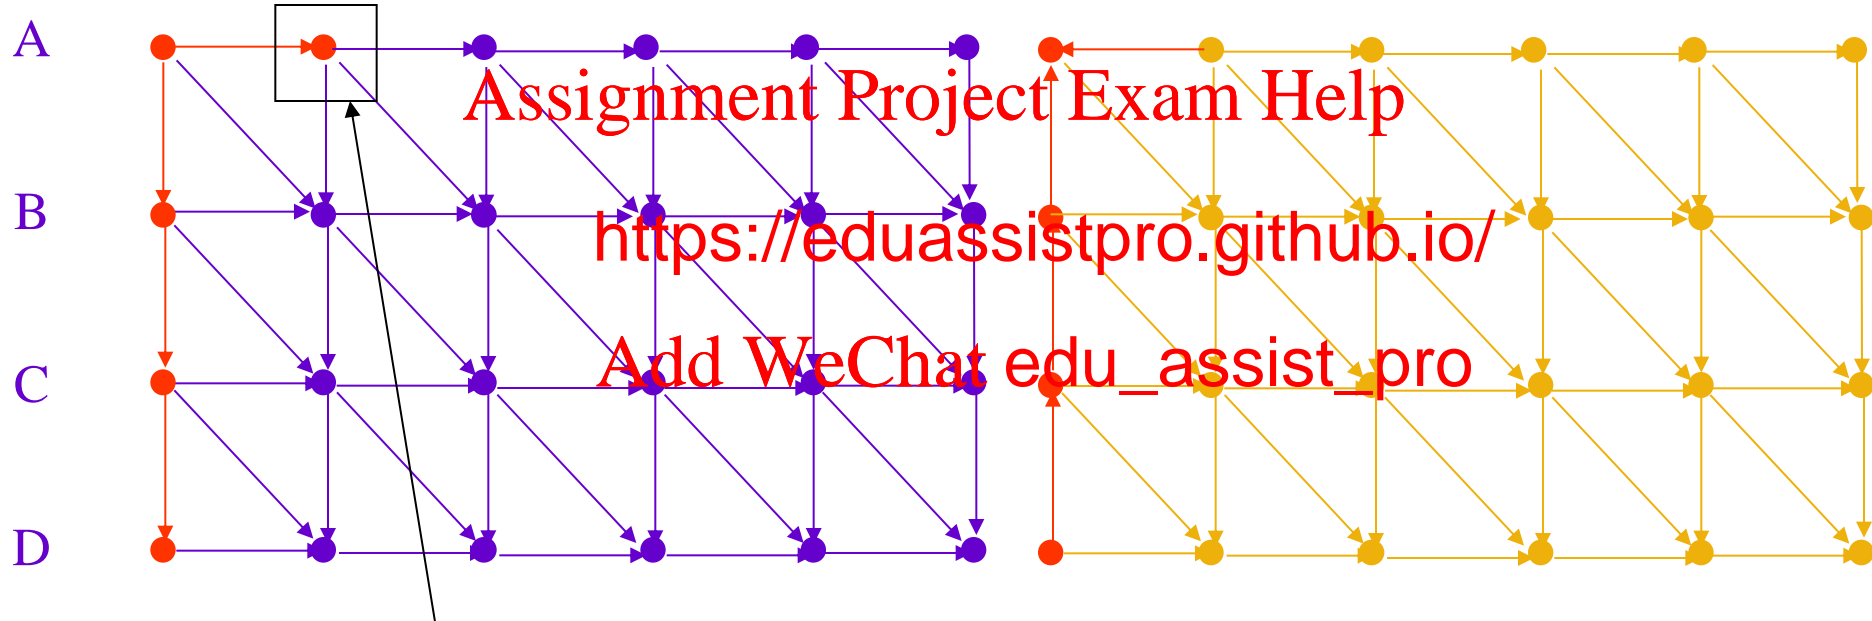 A
Assignment Project Exam Help
B
https://eduassistpro.github.io/
Add WeChat edu_assist_pro
C
D